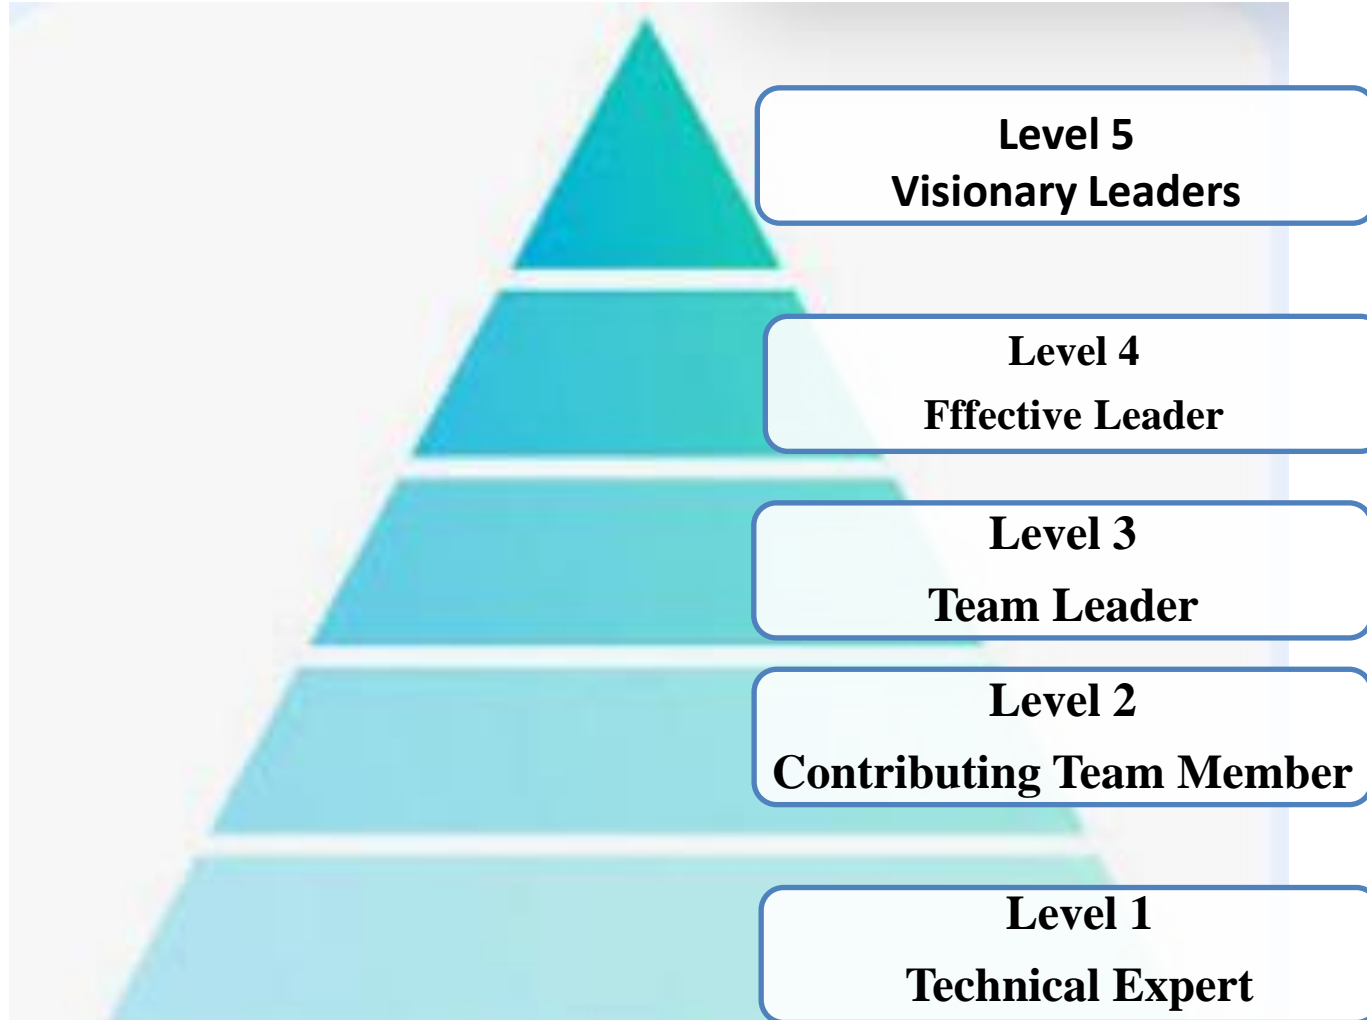 Level 5
Visionary Leaders
Level 4
Fffective Leader
Level 3
Team Leader
Level 2
Contributing Team Member
Level 1
Technical Expert